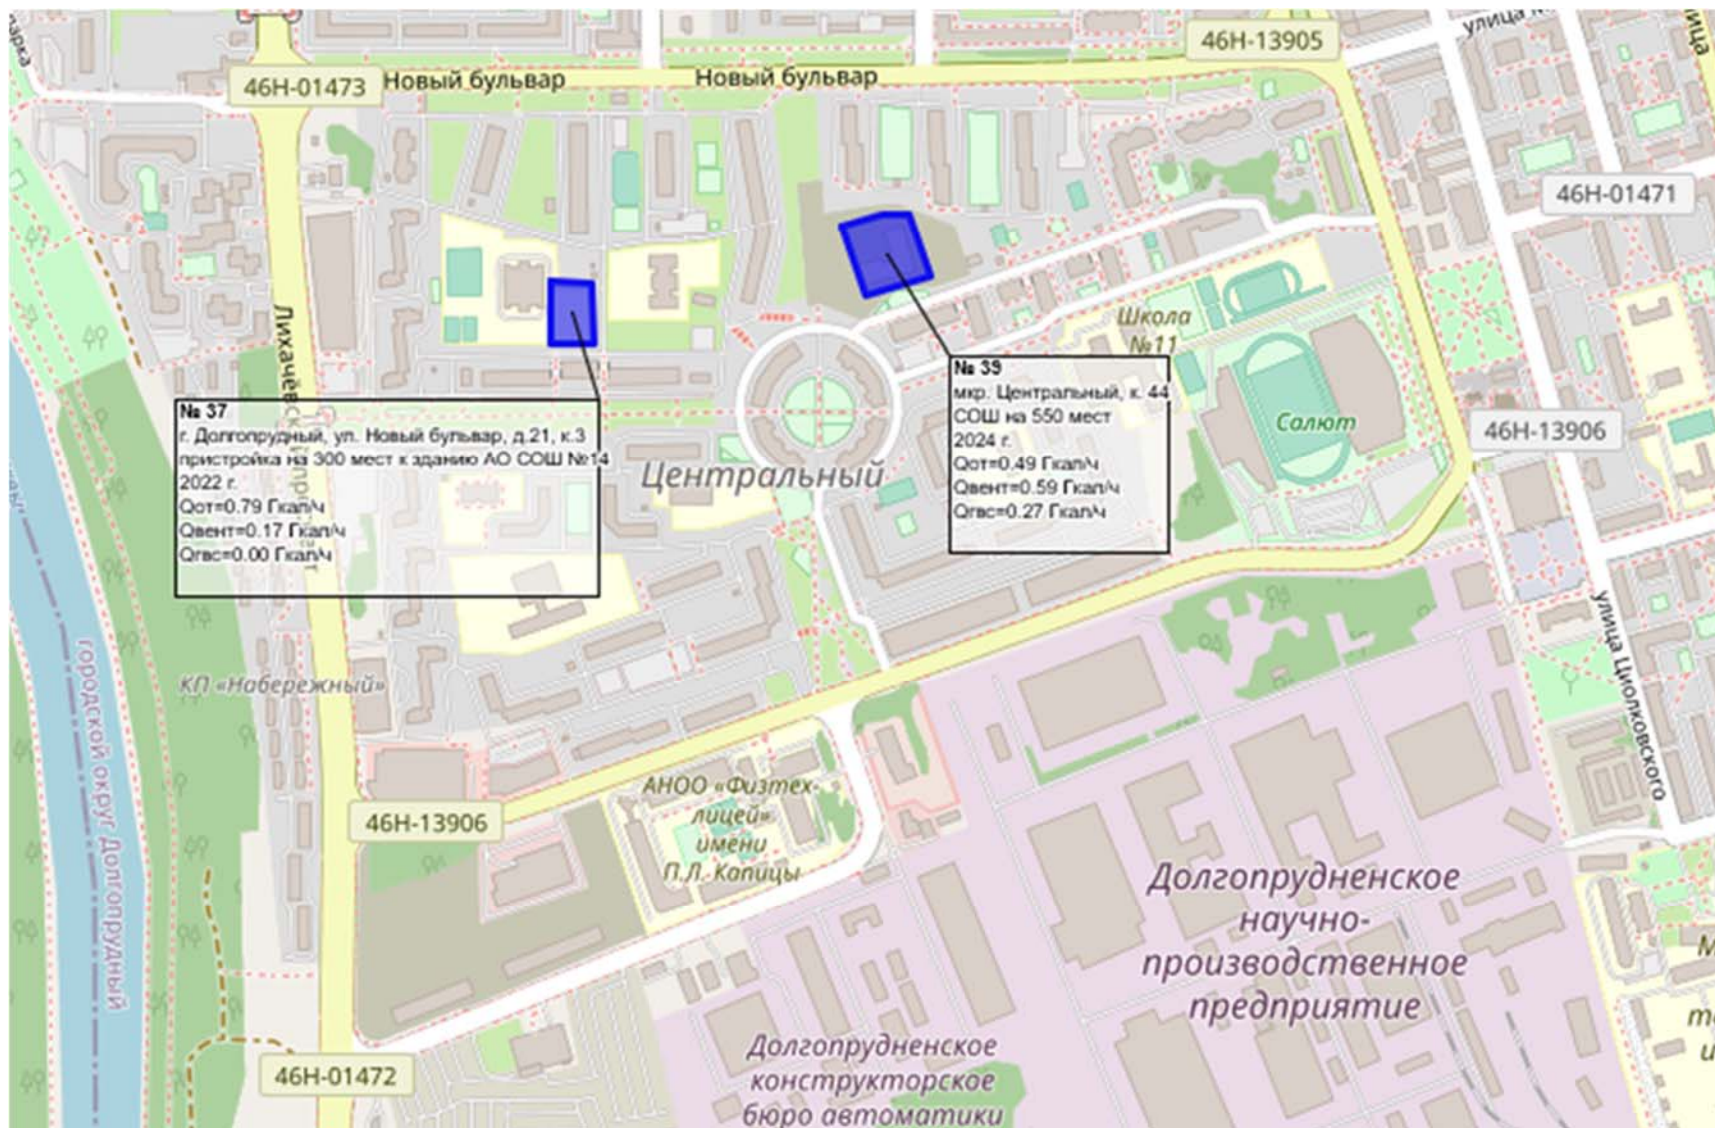 46Н-13905
46Н-01473
Новый бульвар
Новый бульвар
улица
46Н-01471
Школа
№11
№ 39
мкр. Центральный, к. 44
СОШ на 550 мест
2024 г.
Qот=0.49 Гкал/ч
Qвент=0.59 Гкал/ч
Qгвс=0.27 Гкал/ч
№ 37
г. Долгопрудный, ул. Новый бульвар, д.21, к.3
пристройка на 300 мест к зданию АО СОШ №14
2022 г.
Qот=0.79 Гкал/ч
Qвент=0.17 Гкал/ч
Qгвс=0.00 Гкал/ч
Салют
46Н-13906
Центральный
КП «Набережный»
городской округ Долгопрудный
улица Циолковского
АНОО «Физтех-
лицей»
имени
П.Л. Капицы
46Н-13906
Долгопрудненское
научно-
производственное
предприятие
Долгопрудненское
конструкторское
бюро автоматики
46Н-01472